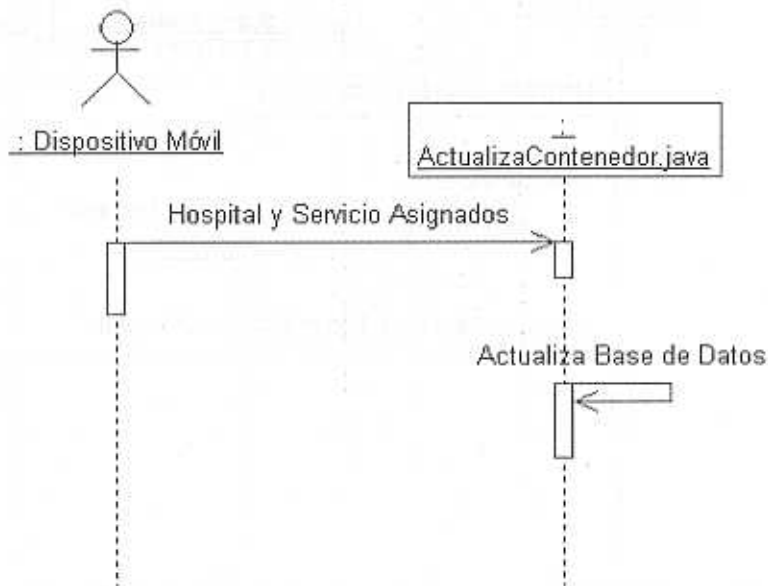 : Dispositivo Móvil
:
ActualizaContenedor.java
Hospital y Servicio Asignados
Actualiza Base de Datos